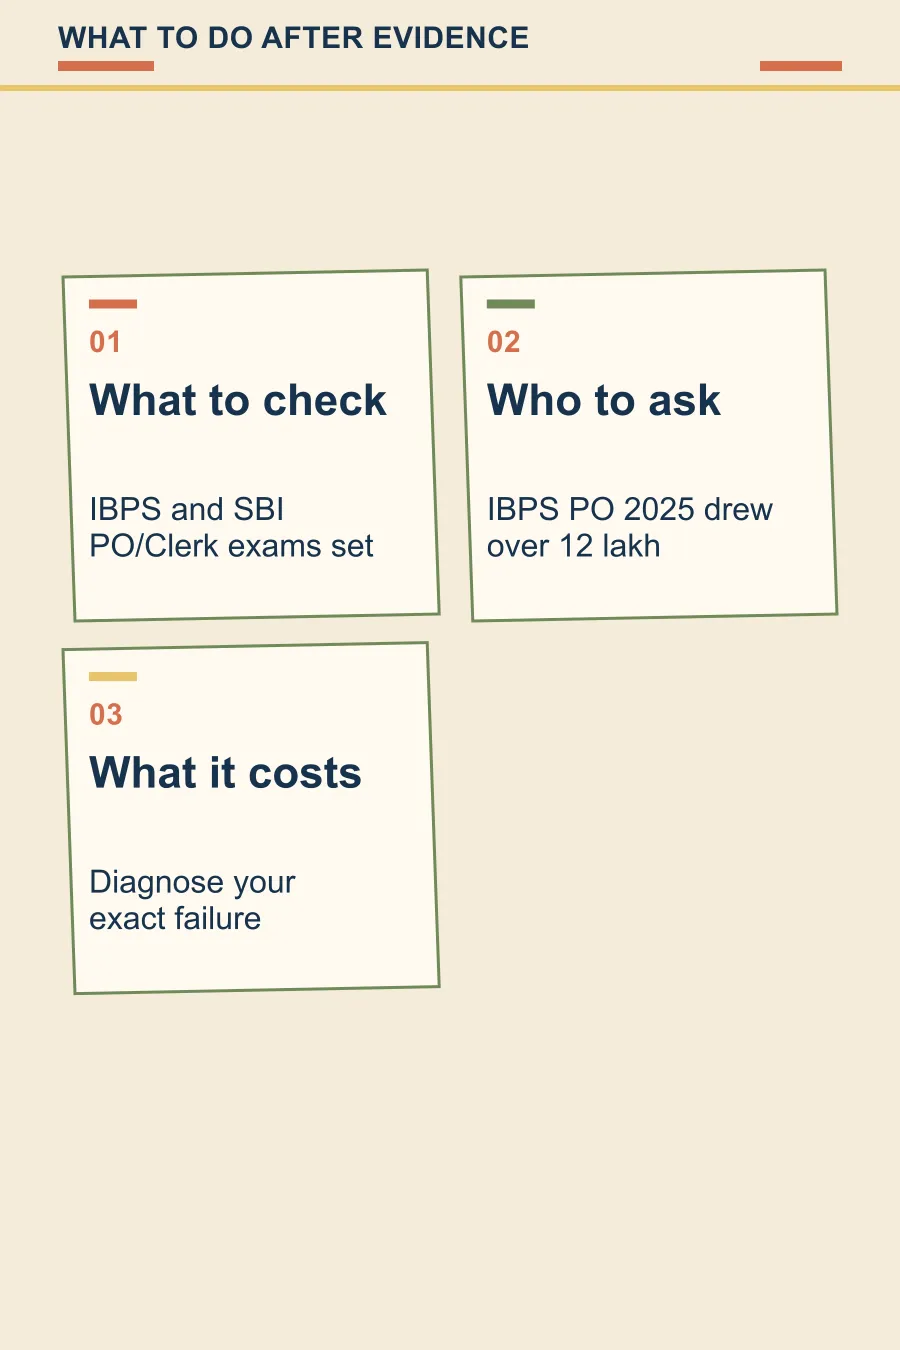 WHAT TO DO AFTER EVIDENCE
01
What to check
IBPS and SBI
PO/Clerk exams set
02
Who to ask
IBPS PO 2025 drew
over 12 lakh
03
What it costs
Diagnose your
exact failure